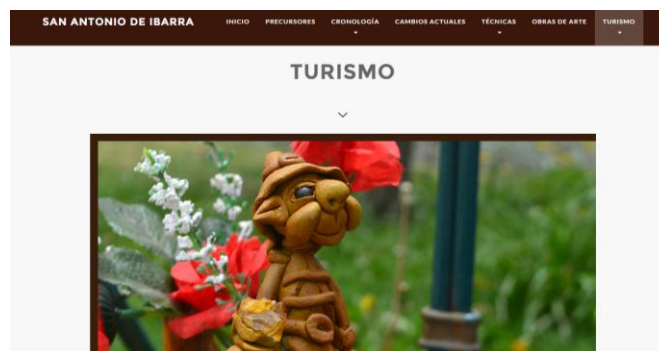 SAN ANTONIO DE IBARRA INICIO PRECURSORES CRONOLOGÍA CAMBIOS ACTUALES TÉCNICAS OBRAS DE ARTE TURISMO
TURISMO